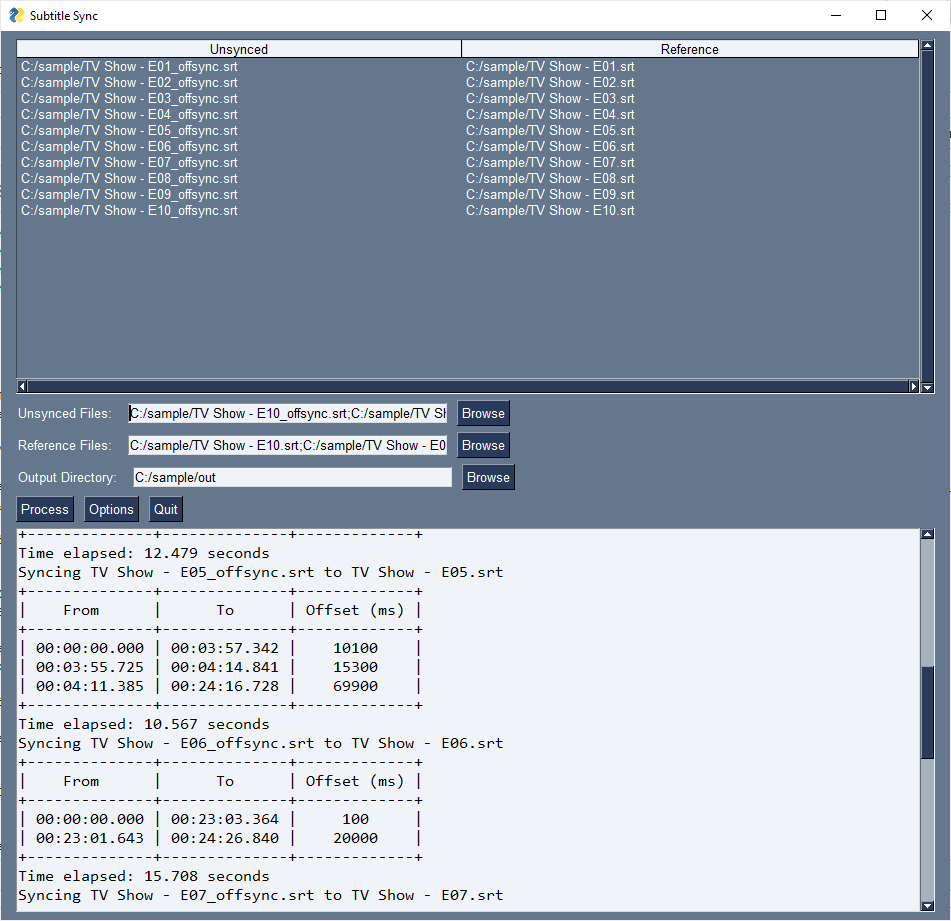 Subtitle Sync
Unsynced Reference
C:/sample/TV Show - E01_offsync.srt C:/sample/TV Show - E01.srt
C:/sample/TV Show - E02_offsync.srt C:/sample/TV Show - E02.srt
C:/sample/TV Show - E03_offsync.srt C:/sample/TV Show - E03.srt
C:/sample/TV Show - E04_offsync.srt C:/sample/TV Show - E04.srt
C:/sample/TV Show - E05_offsync.srt C:/sample/TV Show - E05.srt
C:/sample/TV Show - E06_offsync.srt C:/sample/TV Show - E06.srt
C:/sample/TV Show - E07_offsync.srt C:/sample/TV Show - E07.srt
C:/sample/TV Show - E08_offsync.srt C:/sample/TV Show - E08.srt
C:/sample/TV Show - E09_offsync.srt C:/sample/TV Show - E09.srt
C:/sample/TV Show - E10_offsync.srt C:/sample/TV Show - E10.srt
Unsynced Files: C:/sample/TV Show - E10_offsync.srt;C:/sample/TV Sh Browse
Reference Files: C:/sample/TV Show - E10.srt;C:/sample/TV Show - E0 Browse
Output Directory: C:/sample/out Browse
Process Options Quit
+--------------+--------------+-------------+
Time elapsed: 12.479 seconds
Syncing TV Show - E05_offsync.srt to TV Show - E05.srt
+--------------+--------------+-------------+
|     From     |      To      | Offset (ms) |
+--------------+--------------+-------------+
| 00:00:00.000 | 00:03:57.342 |    10100    |
| 00:03:55.725 | 00:04:14.841 |    15300    |
| 00:04:11.385 | 00:24:16.728 |    69900    |
+--------------+--------------+-------------+
Time elapsed: 10.567 seconds
Syncing TV Show - E06_offsync.srt to TV Show - E06.srt
+--------------+--------------+-------------+
|     From     |      To      | Offset (ms) |
+--------------+--------------+-------------+
| 00:00:00.000 | 00:23:03.364 |     100     |
| 00:23:01.643 | 00:24:26.840 |    20000    |
+--------------+--------------+-------------+
Time elapsed: 15.708 seconds
Syncing TV Show - E07_offsync.srt to TV Show - E07.srt